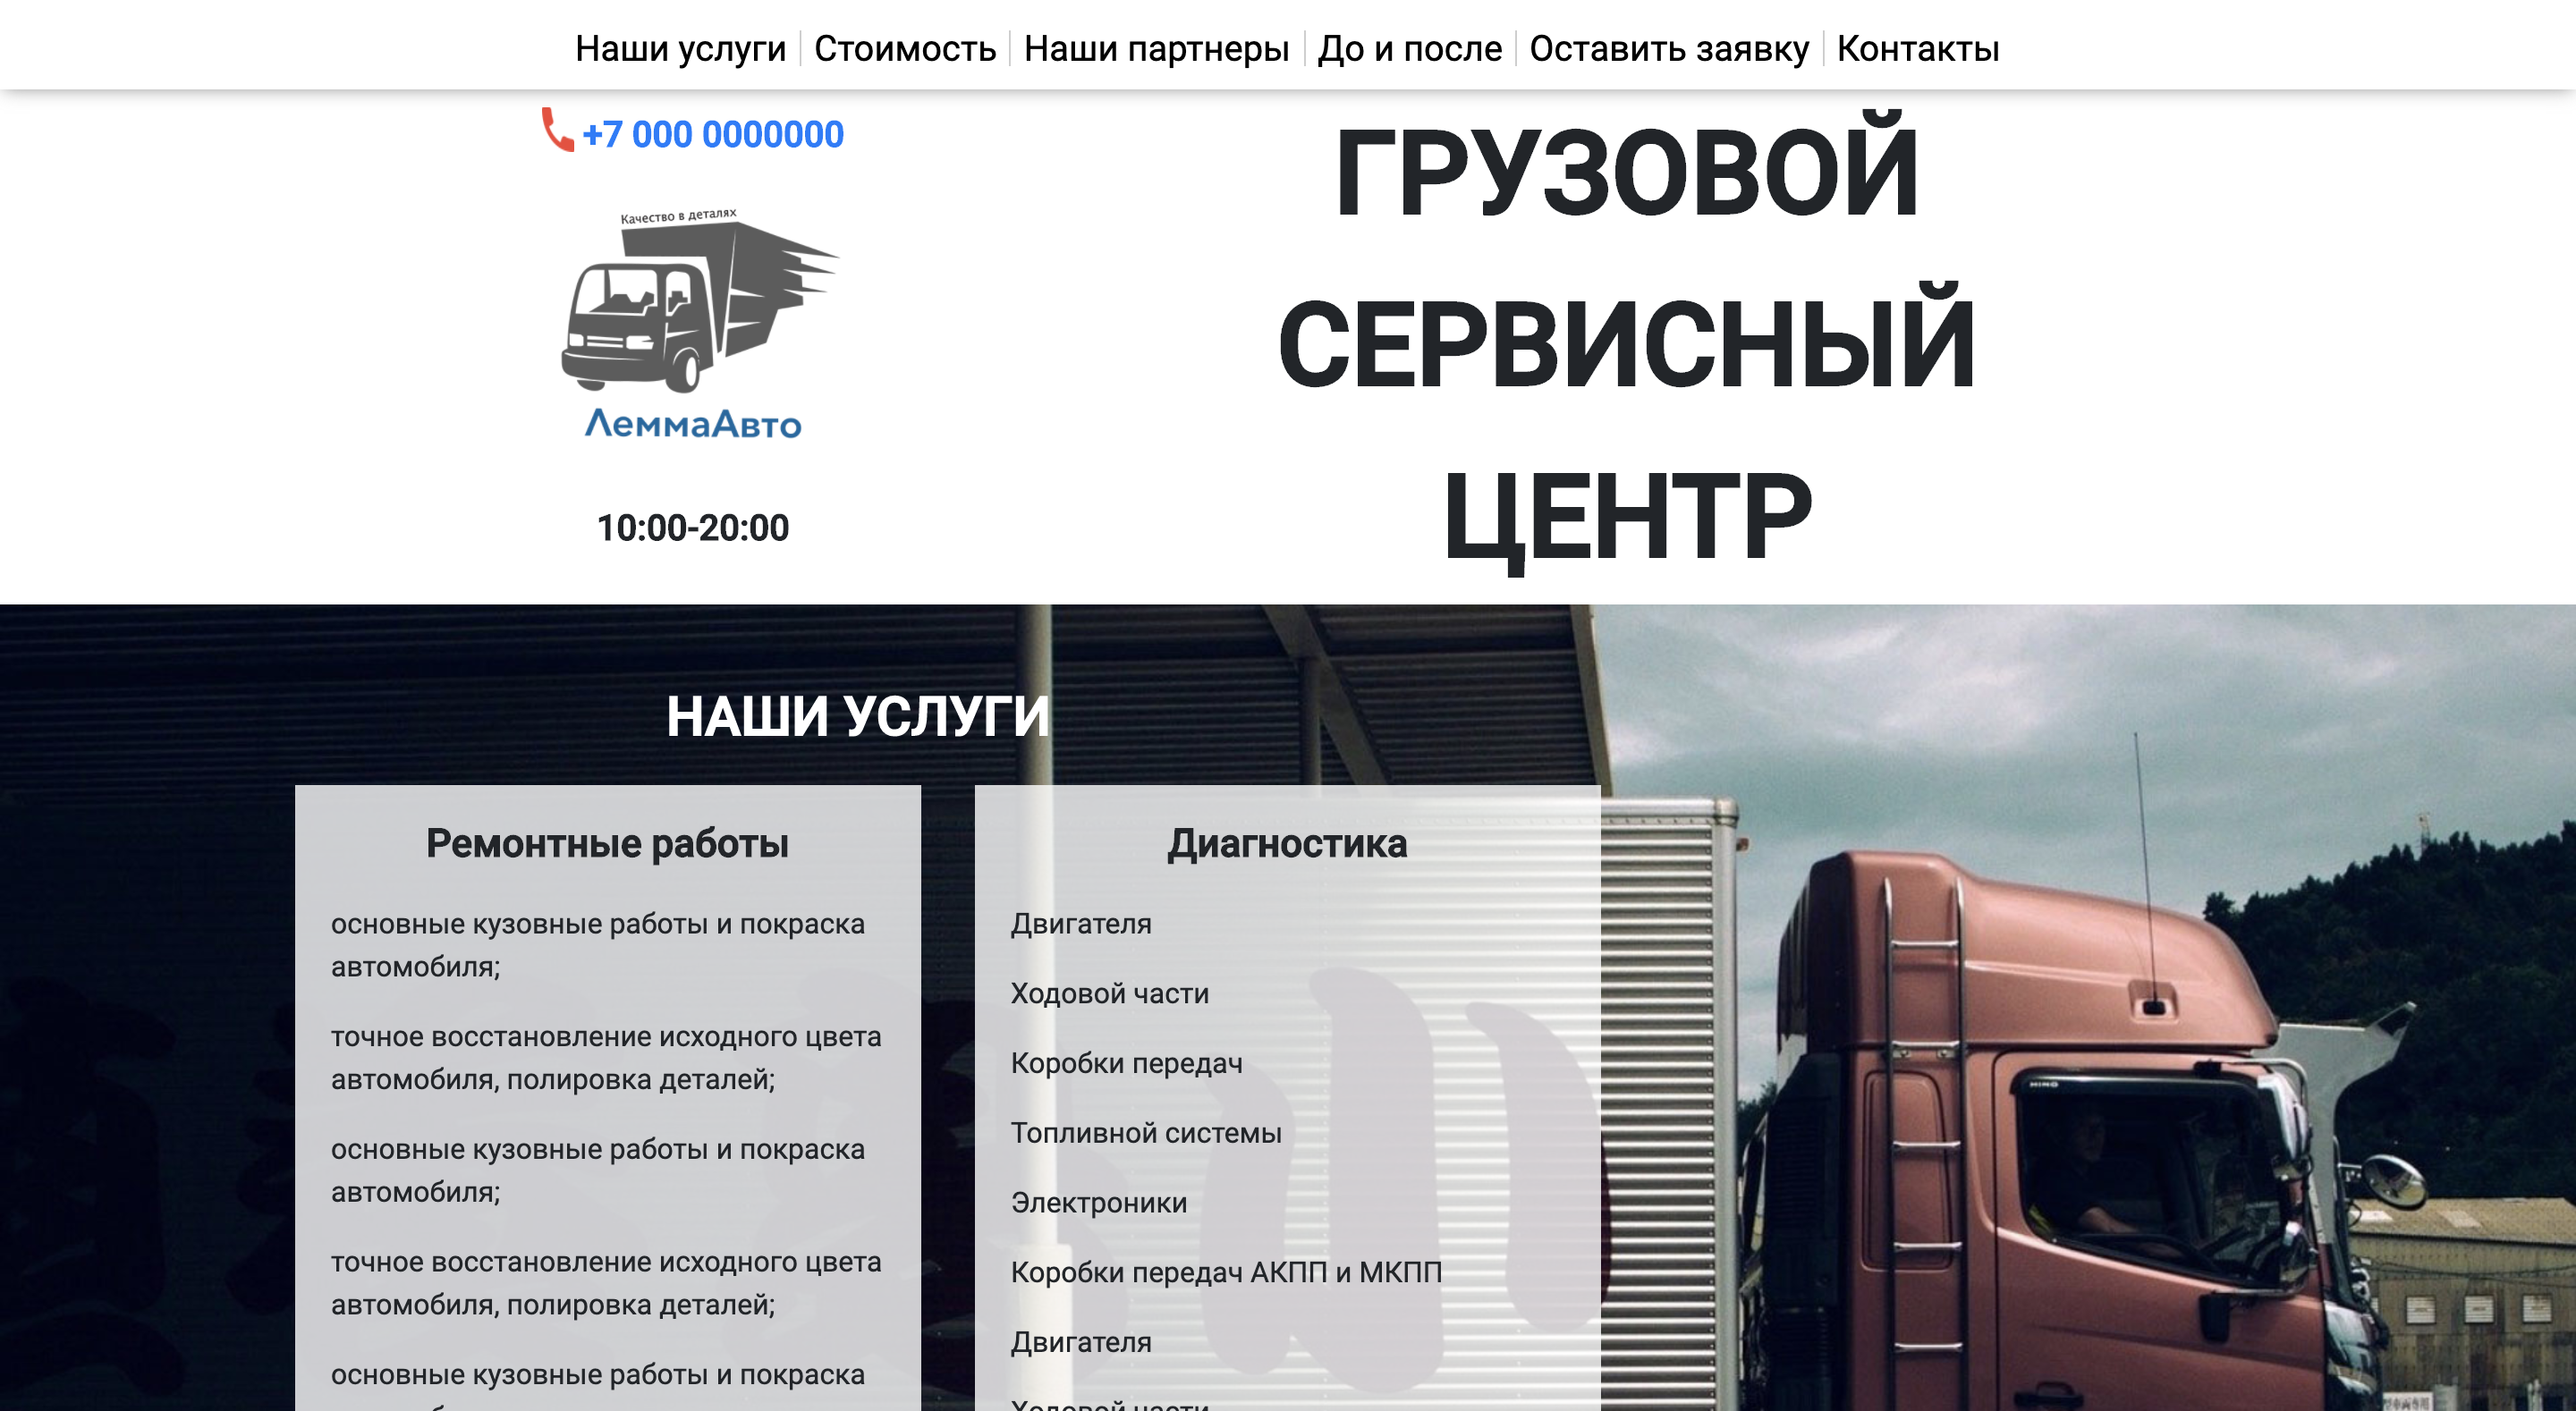 Наши услуги
Стоимость
Наши партнеры
До и после
Оставить заявку
Контакты
+7 000 0000000
Качество в деталях
ЛеммаАвто
10:00-20:00
ГРУЗОВОЙ
СЕРВИСНЫЙ
ЦЕНТР
НАШИ УСЛУГИ
Ремонтные работы
основные кузовные работы и покраска
автомобиля;
точное восстановление исходного цвета
автомобиля, полировка деталей;
основные кузовные работы и покраска
автомобиля;
точное восстановление исходного цвета
автомобиля, полировка деталей;
основные кузовные работы и покраска
Диагностика
Двигателя
Ходовой части
Коробки передач
Топливной системы
Электроники
Коробки передач АКПП и МКПП
Двигателя
Ходовой части
HINO